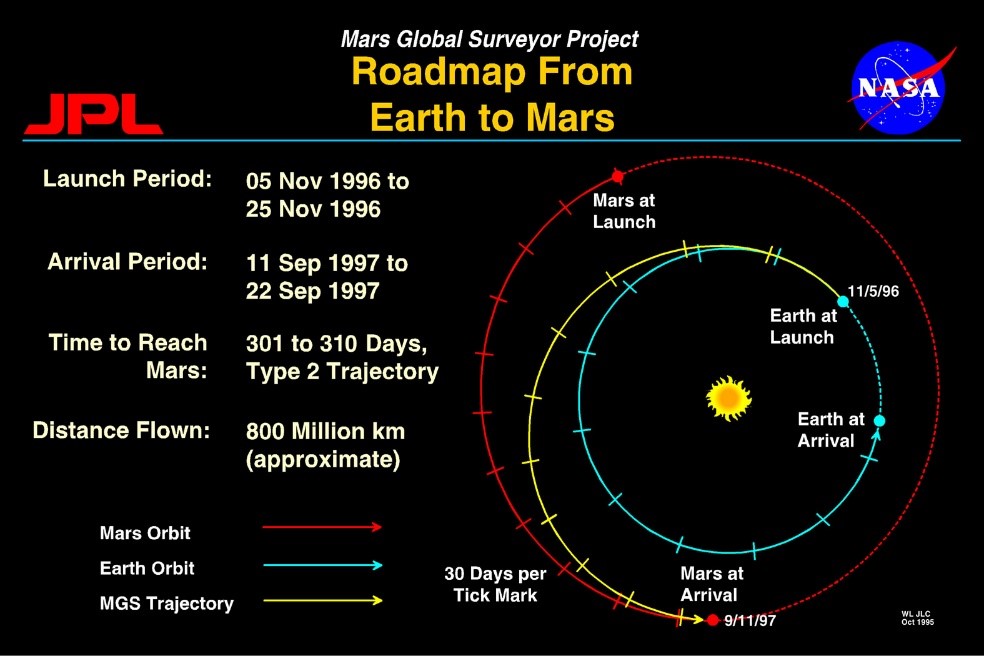 Mars Global Surveyor Project
Roadmap From
Earth to Mars
JPL
NASA
Launch Period:
05 Nov 1996 to
25 Nov 1996
Arrival Period:
11 Sep 1997 to
22 Sep 1997
Time to Reach
Mars:
301 to 310 Days,
Type 2 Trajectory
Distance Flown:
800 Million km
(approximate)
Mars Orbit
Earth Orbit
MGS Trajectory
Mars at
Launch
11/5/96
Earth at
Launch
Earth at
Arrival
30 Days per
Tick Mark
Mars at
Arrival
9/11/97
WL JLC
Oct 1995